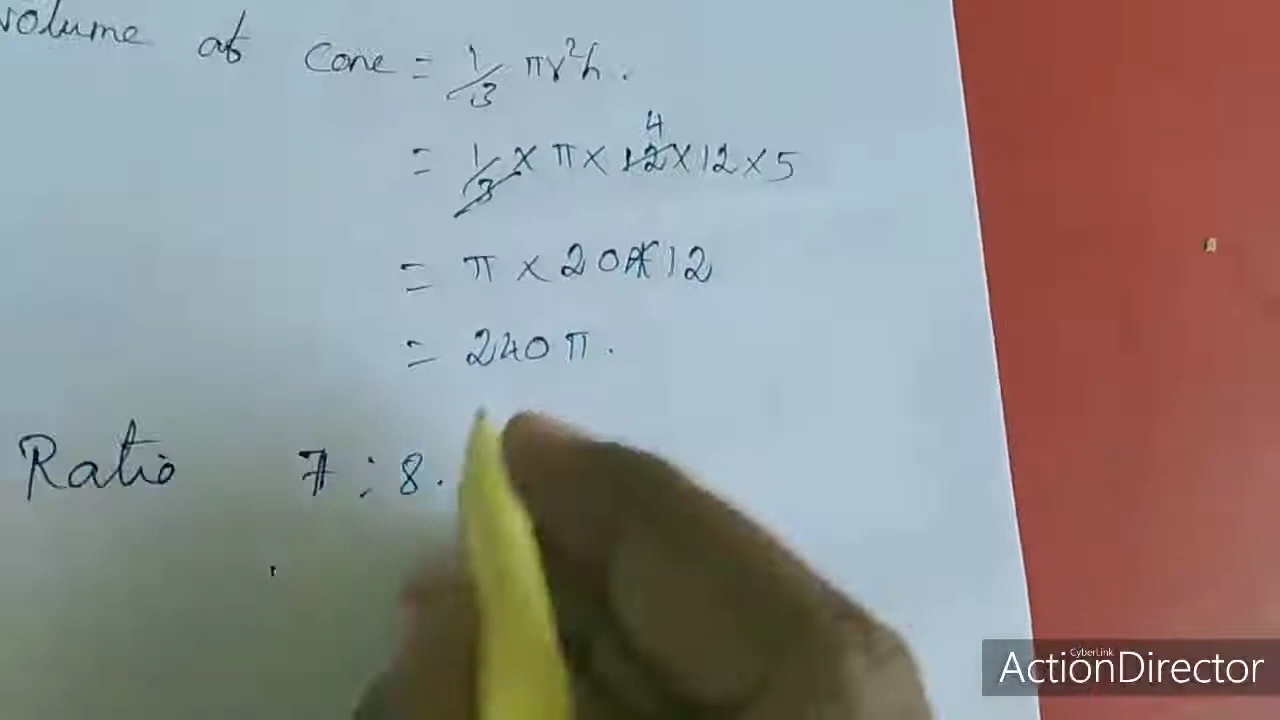 volume of cone = 1/3 πr²h.
4
= 1/3 × π × 12 × 12 × 5
= π × 20 × 12
= 240 π.
Ratio 7 : 8.
CyberLink
ActionDirector